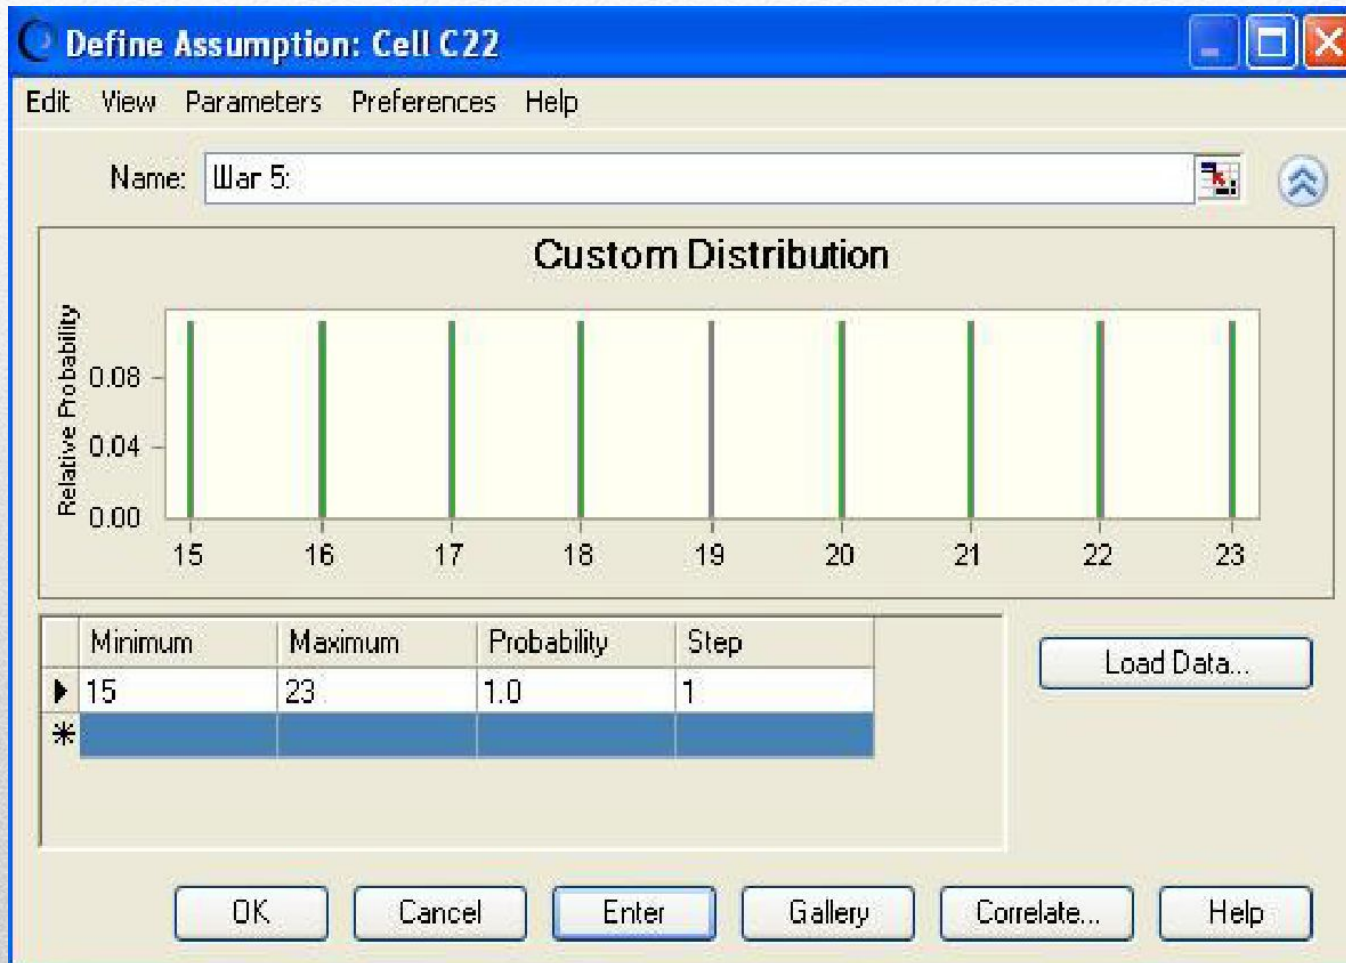 Define Assumption: Cell C22
Edit View Parameters Preferences Help
Name: Шаг 5:
Custom Distribution
Relative Probability
0.08
0.04
0.00
15 16 17 18 19 20 21 22 23
Minimum Maximum Probability Step
15 23 1.0 1
Load Data...
OK Cancel Enter Gallery Correlate... Help